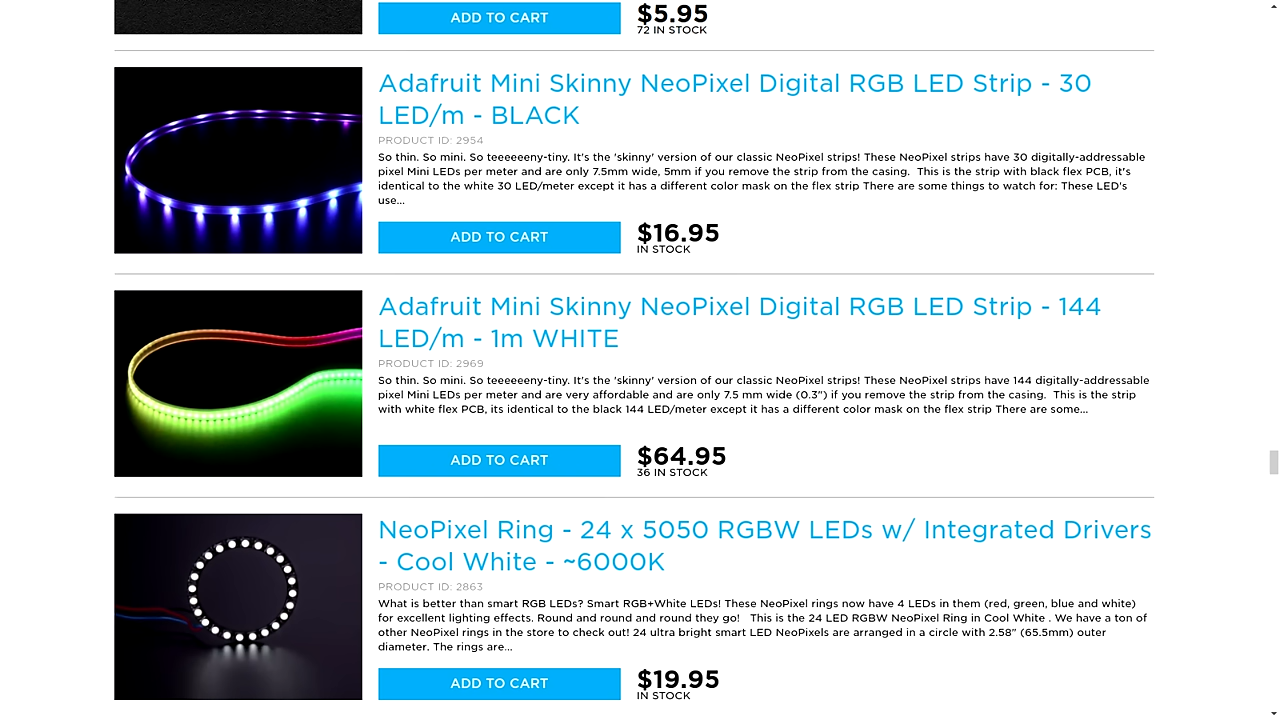 ADD TO CART
$5.95
72 IN STOCK
Adafruit Mini Skinny NeoPixel Digital RGB LED Strip - 30
LED/m - BLACK
PRODUCT ID: 2954
So thin. So mini. So teeeeeeny-tiny. It's the 'skinny' version of our classic NeoPixel strips! These NeoPixel strips have 30 digitally-addressable
pixel Mini LEDs per meter and are only 7.5mm wide, 5mm if you remove the strip from the casing.  This is the strip with black flex PCB, it's
identical to the white 30 LED/meter except it has a different color mask on the flex strip There are some things to watch for: These LED's
use...
ADD TO CART
$16.95
IN STOCK
Adafruit Mini Skinny NeoPixel Digital RGB LED Strip - 144
LED/m - 1m WHITE
PRODUCT ID: 2969
So thin. So mini. So teeeeeeny-tiny. It's the 'skinny' version of our classic NeoPixel strips! These NeoPixel strips have 144 digitally-addressable
pixel Mini LEDs per meter and are very affordable and are only 7.5 mm wide (0.3") if you remove the strip from the casing.  This is the strip
with white flex PCB, its identical to the black 144 LED/meter except it has a different color mask on the flex strip There are some...
ADD TO CART
$64.95
36 IN STOCK
NeoPixel Ring - 24 x 5050 RGBW LEDs w/ Integrated Drivers
- Cool White - ~6000K
PRODUCT ID: 2863
What is better than smart RGB LEDs? Smart RGB+White LEDs! These NeoPixel rings now have 4 LEDs in them (red, green, blue and white)
for excellent lighting effects. Round and round and round they go!   This is the 24 LED RGBW NeoPixel Ring in Cool White . We have a ton of
other NeoPixel rings in the store to check out! 24 ultra bright smart LED NeoPixels are arranged in a circle with 2.58" (65.5mm) outer
diameter. The rings are...
ADD TO CART
$19.95
IN STOCK